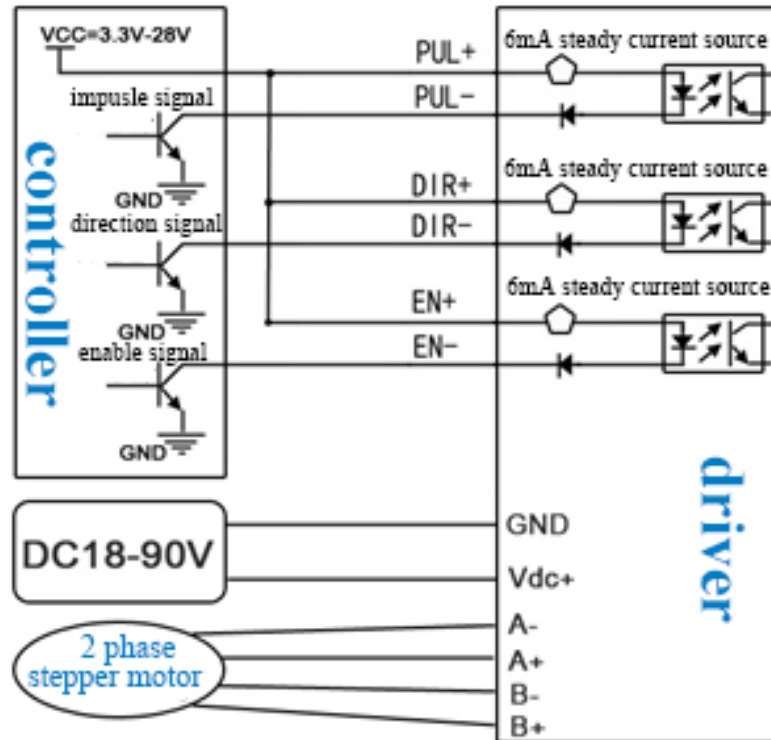 VCC=3.3V-28V
impusle signal
GND
direction signal
GND
enable signal
GND
controller
PUL+
PUL-
DIR+
DIR-
EN+
EN-
6mA steady current source
6mA steady current source
6mA steady current source
driver
DC18-90V
GND
Vdc+
2 phase
stepper motor
A-
A+
B-
B+